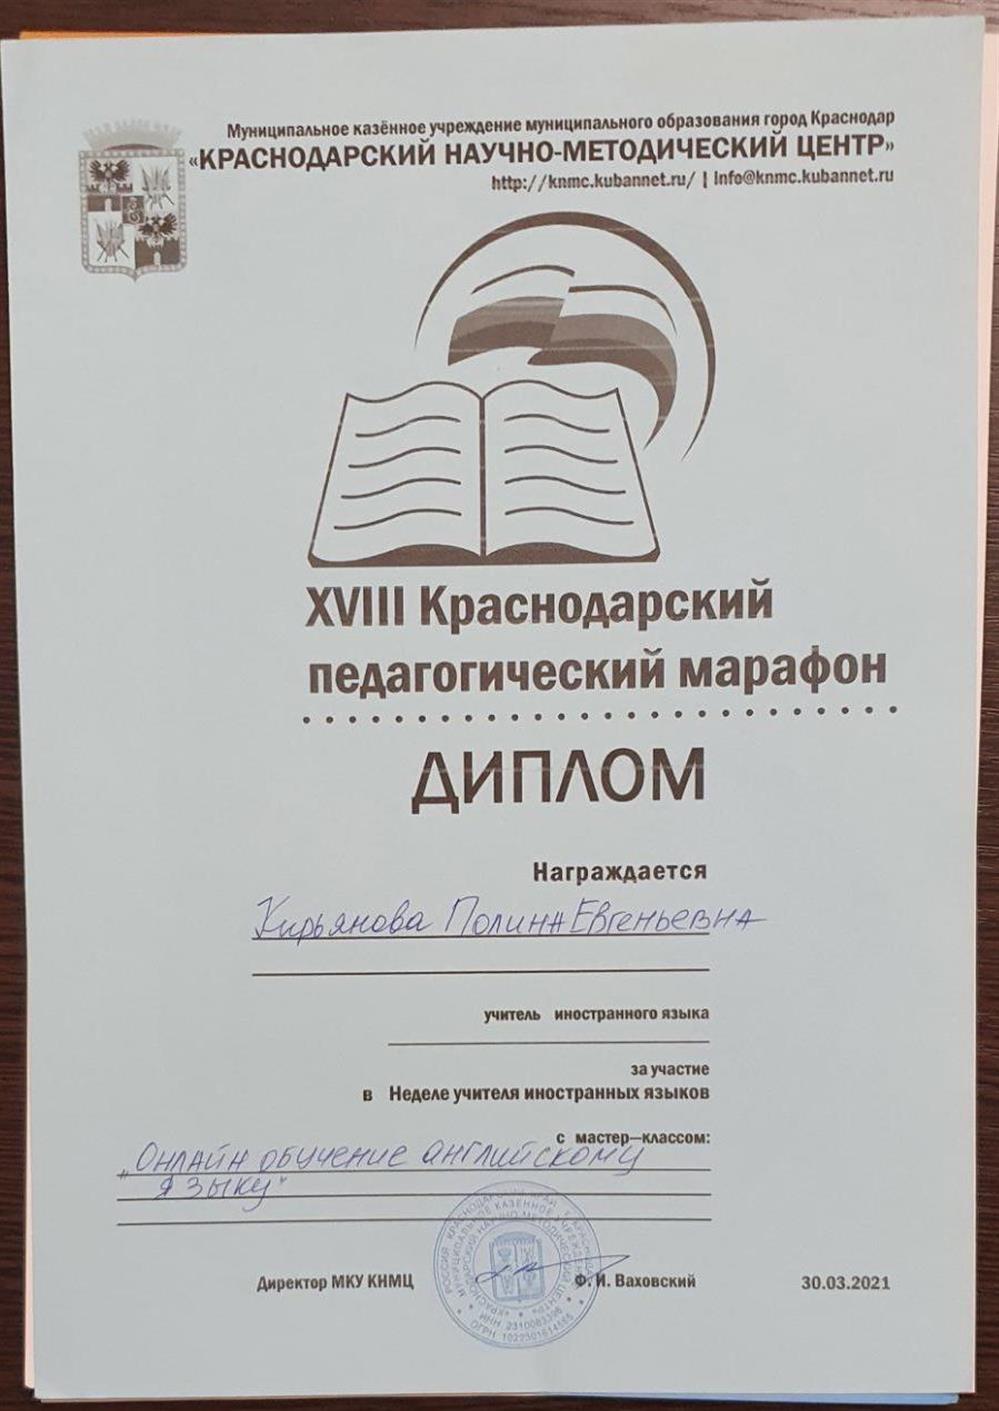 Муниципальное казённое учреждение муниципального образования город Краснодар
«КРАСНОДАРСКИЙ НАУЧНО-МЕТОДИЧЕСКИЙ ЦЕНТР»
http://knmc.kubannet.ru/ | Info@knmc.kubannet.ru
XVIII Краснодарский
педагогический марафон
ДИПЛОМ
Награждается
Кирьянова Полина Евгеньевна
учитель иностранного языка
за участие
в Неделе учителя иностранных языков
с мастер–классом:
„Онлайн обучение английскому
языку"
Директор МКУ КНМЦ
Ф. И. Ваховский
30.03.2021